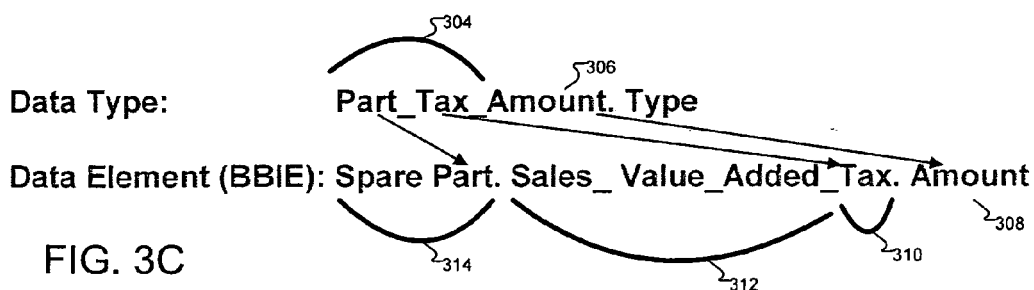 304
306
Data Type: Part_Tax_Amount. Type
Data Element (BBIE): Spare Part. Sales_ Value_Added_Tax. Amount
308
310
314
312
FIG. 3C